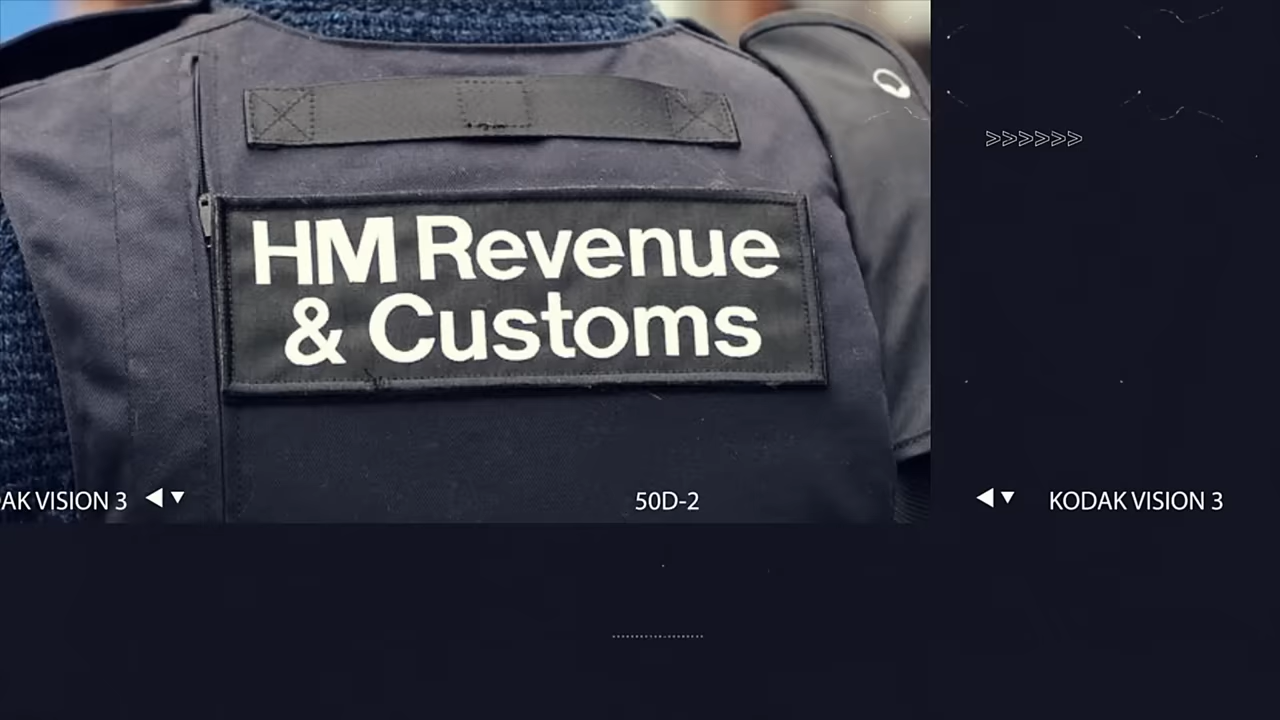 HM Revenue
& Customs
AK VISION 3
50D-2
KODAK VISION 3